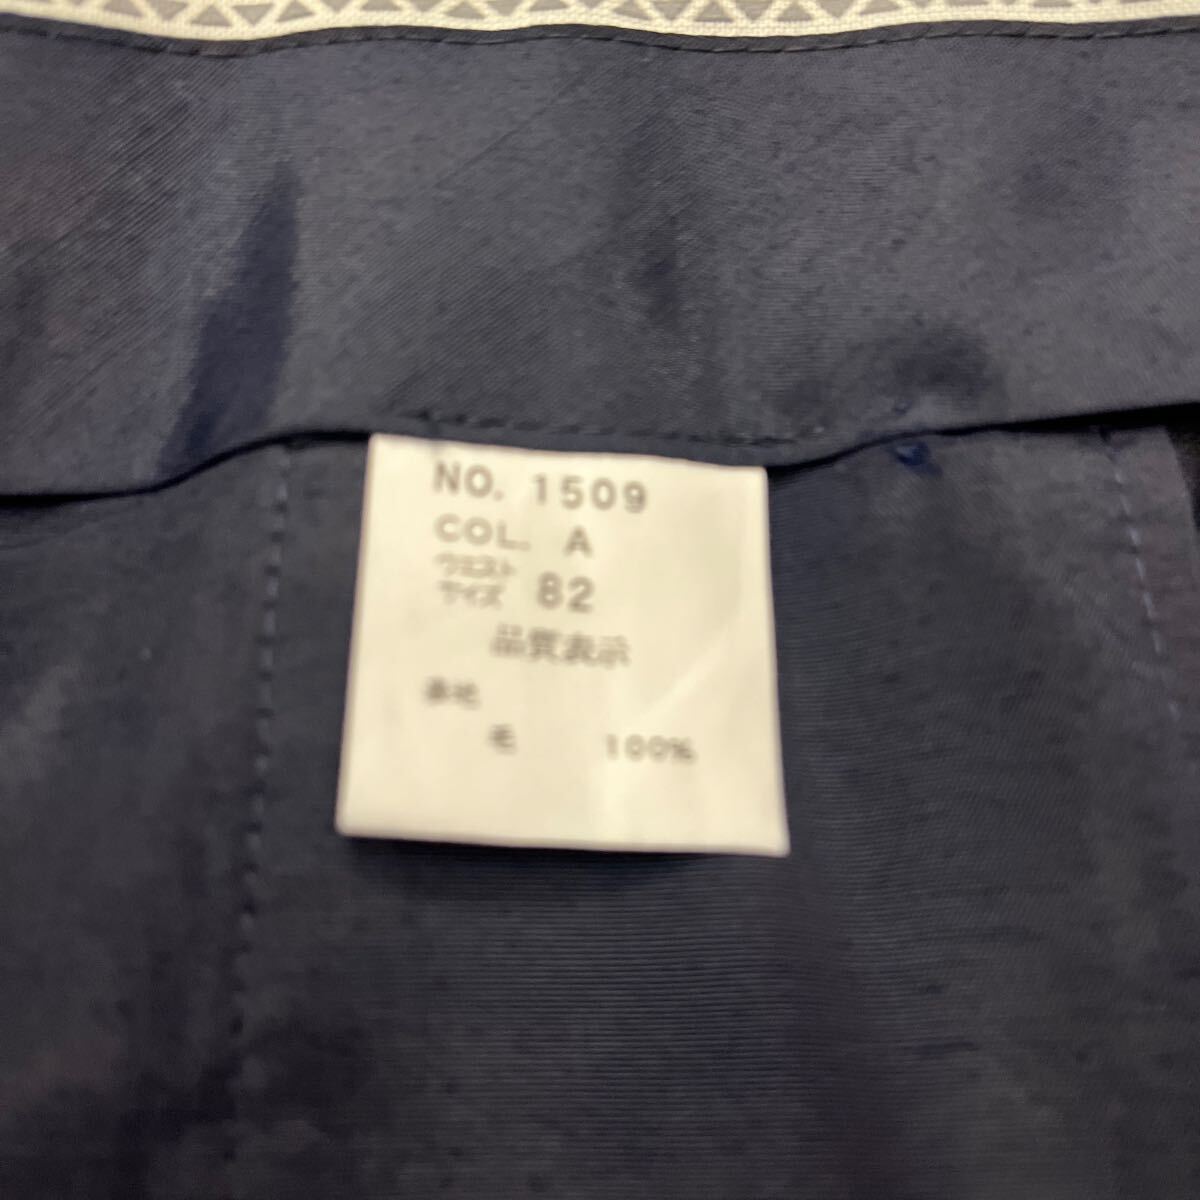 NO. 1509
COL. A
ウエスト
サイズ 82
品質表示
表地
毛 100%